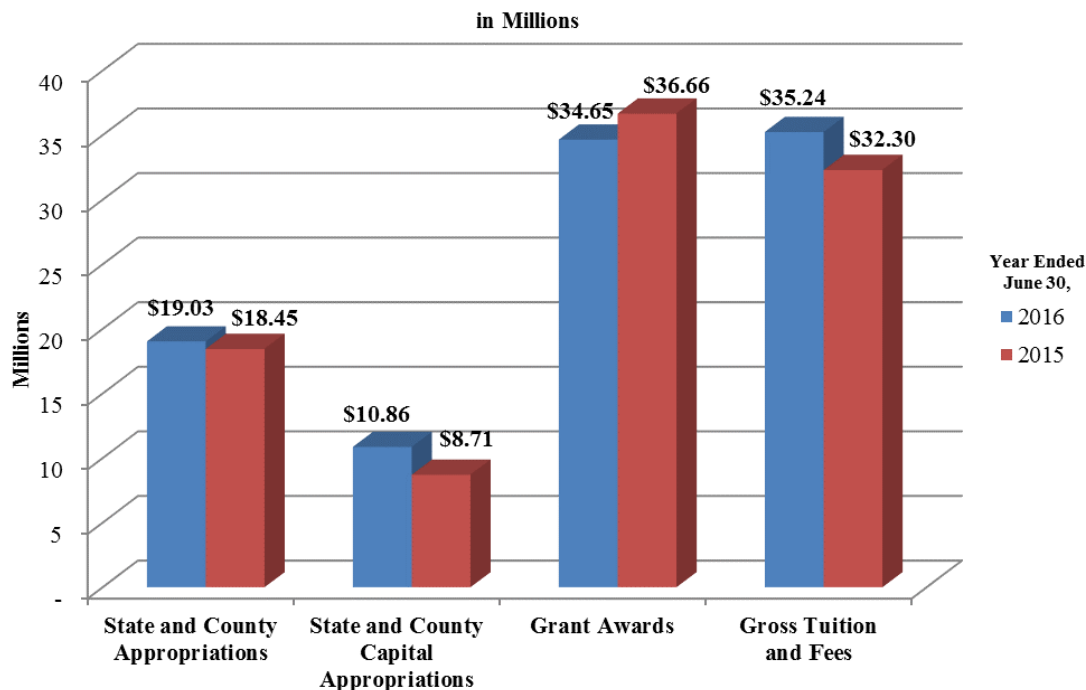 in Millions
40
35
30
25
20
15
10
5
-
Millions
$19.03
$18.45
$10.86
$8.71
$34.65
$36.66
$35.24
$32.30
State and County
Appropriations
State and County
Capital
Appropriations
Grant Awards
Gross Tuition
and Fees
Year Ended
June 30,
2016
2015